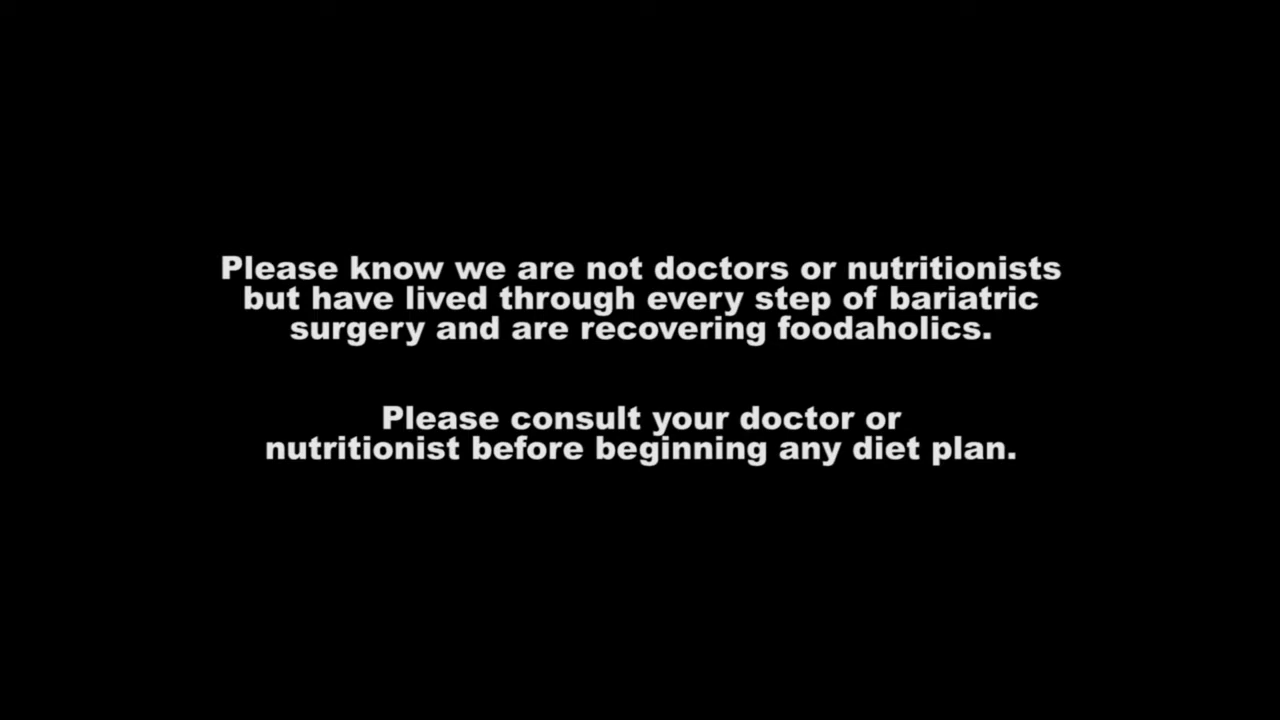 Please know we are not doctors or nutritionists
but have lived through every step of bariatric
surgery and are recovering foodaholics.
Please consult your doctor or
nutritionist before beginning any diet plan.